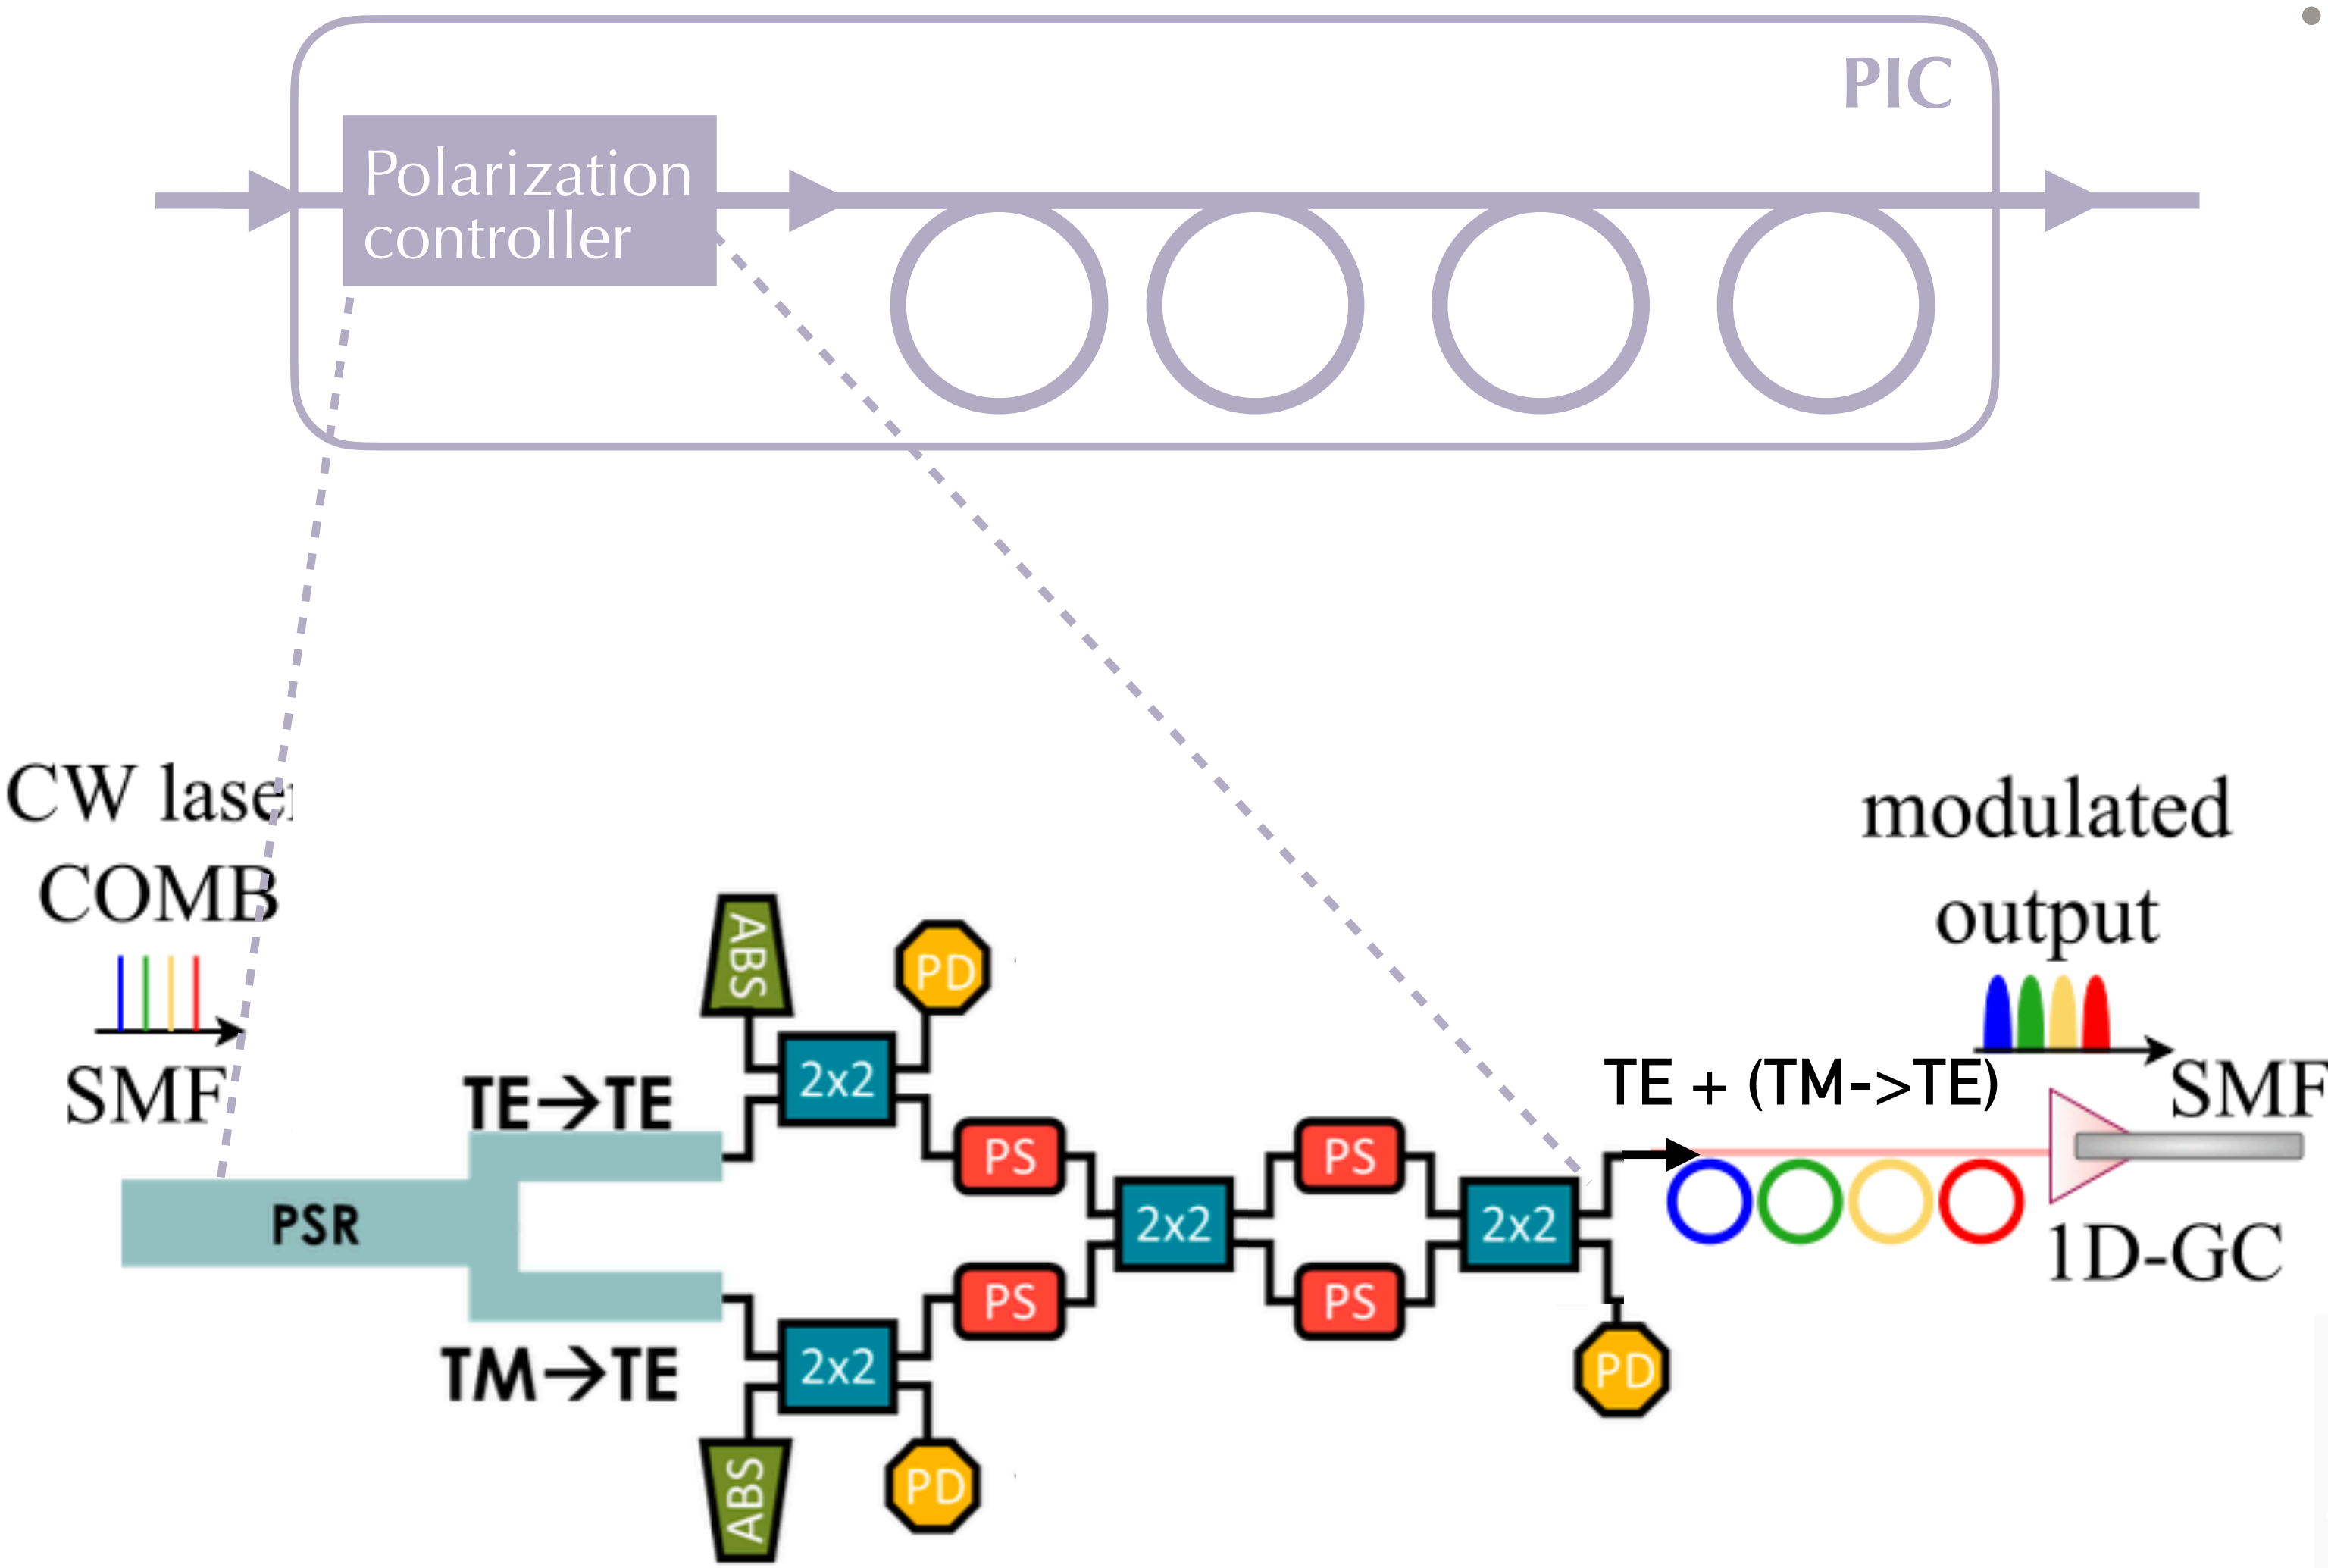 PIC
Polarization
controller
CW laser
COMB
SMF
modulated
output
TE + (TM->TE)
SMF
1D-GC
TE→TE
PSR
TM→TE
ABS
PD
2x2
PS
PS
2x2
2x2
PS
PS
2x2
PD
ABS
PD